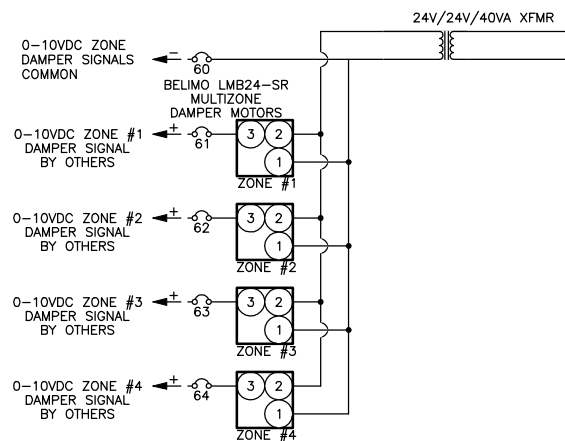 24V/24V/40VA XFMR
0-10VDC ZONE
DAMPER SIGNALS
COMMON
−
60
BELIMO LMB24-SR
MULTIZONE
DAMPER MOTORS
0-10VDC ZONE #1
DAMPER SIGNAL
BY OTHERS
+
61
3 2
1
ZONE #1
0-10VDC ZONE #2
DAMPER SIGNAL
BY OTHERS
+
62
3 2
1
ZONE #2
0-10VDC ZONE #3
DAMPER SIGNAL
BY OTHERS
+
63
3 2
1
ZONE #3
0-10VDC ZONE #4
DAMPER SIGNAL
BY OTHERS
+
64
3 2
1
ZONE #4